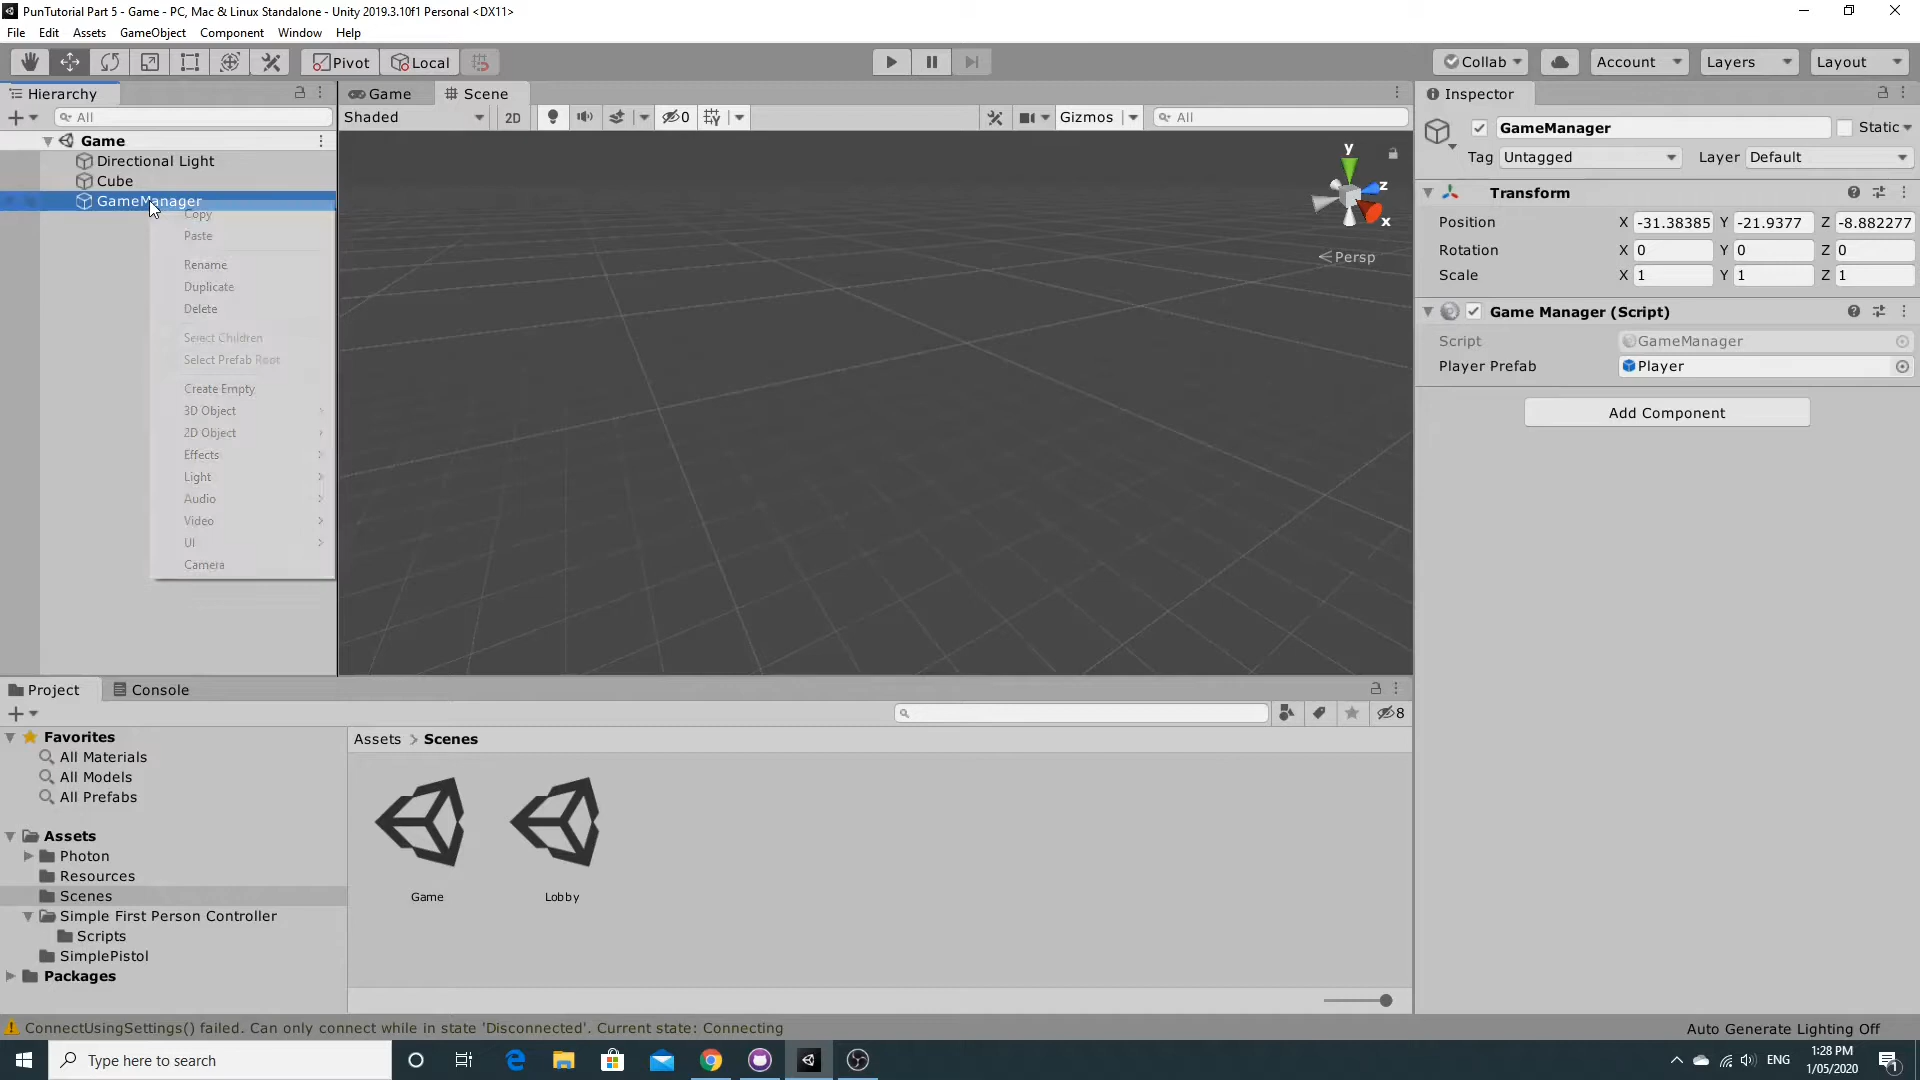 PunTutorial Part 5 - Game - PC, Mac & Linux Standalone - Unity 2019.3.10f1 Personal <DX11>
File Edit Assets GameObject Component Window Help
Pivot Local Collab Account Layers Layout
Hierarchy
All
Game
Directional Light
Cube
GameManager
Copy
Paste
Rename
Duplicate
Delete
Select Children
Select Prefab Root
Create Empty
3D Object
2D Object
Effects
Light
Audio
Video
UI
Camera
Game Scene
Shaded 2D 0 Gizmos All
y
z
x
Persp
Inspector
GameManager Static
Tag Untagged Layer Default
Transform
Position X -31.38385 Y -21.9377 Z -8.882277
Rotation X 0 Y 0 Z 0
Scale X 1 Y 1 Z 1
Game Manager (Script)
Script GameManager
Player Prefab Player
Add Component
Project Console
8
Favorites
All Materials
All Models
All Prefabs
Assets
Photon
Resources
Scenes
Simple First Person Controller
Scripts
SimplePistol
Packages
Assets > Scenes
Game Lobby
ConnectUsingSettings() failed. Can only connect while in state 'Disconnected'. Current state: Connecting
Auto Generate Lighting Off
Type here to search
ENG
1:28 PM
1/05/2020
1